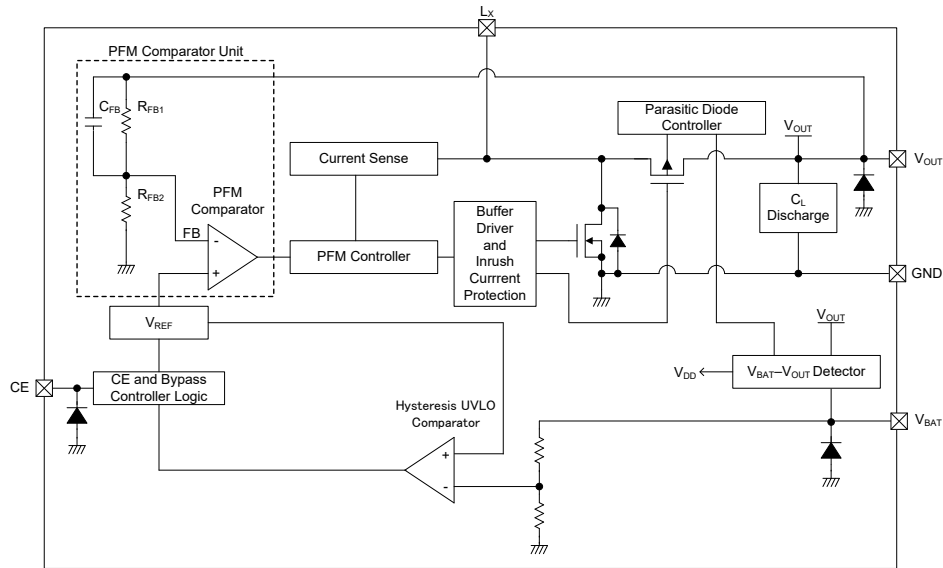 LX
PFM Comparator Unit
CFB
RFB1
RFB2
PFM
Comparator
FB
-
+
Current Sense
PFM Controller
Buffer
Driver
and
Inrush
Currrent
Protection
Parasitic Diode
Controller
VOUT
VOUT
CL
Discharge
GND
VREF
CE
CE and Bypass
Controller Logic
Hysteresis UVLO
Comparator
+
-
VOUT
VDD
VBAT–VOUT Detector
VBAT